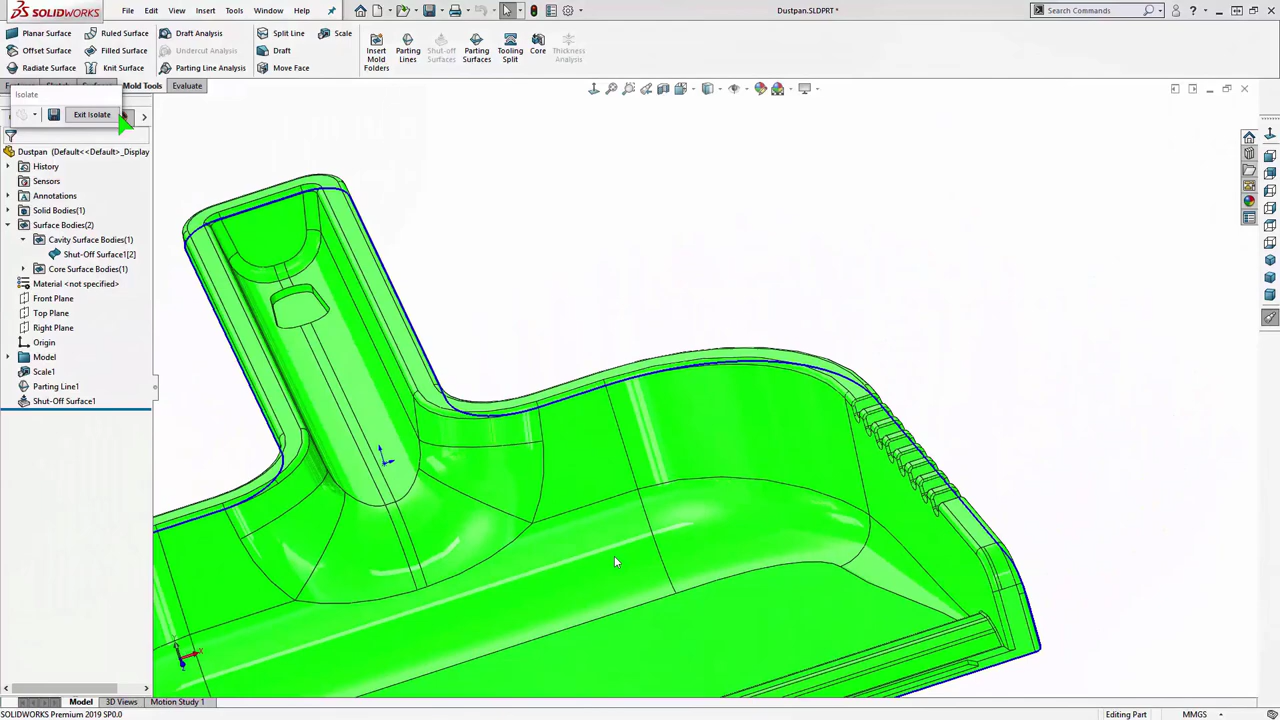 SOLIDWORKS
File
Edit
View
Insert
Tools
Window
Help
Dustpan.SLDPRT *
Search Commands
Planar Surface
Ruled Surface
Draft Analysis
Split Line
Scale
Offset Surface
Filled Surface
Undercut Analysis
Draft
Radiate Surface
Knit Surface
Parting Line Analysis
Move Face
Insert Mold Folders
Parting Lines
Shut-off Surfaces
Parting Surfaces
Tooling Split
Core
Thickness Analysis
Mold Tools
Evaluate
Isolate
Exit Isolate
Dustpan (Default<<Default>_Display
History
Sensors
Annotations
Solid Bodies(1)
Surface Bodies(2)
Cavity Surface Bodies(1)
Shut-Off Surface1[2]
Core Surface Bodies(1)
Material <not specified>
Front Plane
Top Plane
Right Plane
Origin
Model
Scale1
Parting Line1
Shut-Off Surface1
Model
3D Views
Motion Study 1
SOLIDWORKS Premium 2019 SP0.0
Editing Part
MMGS